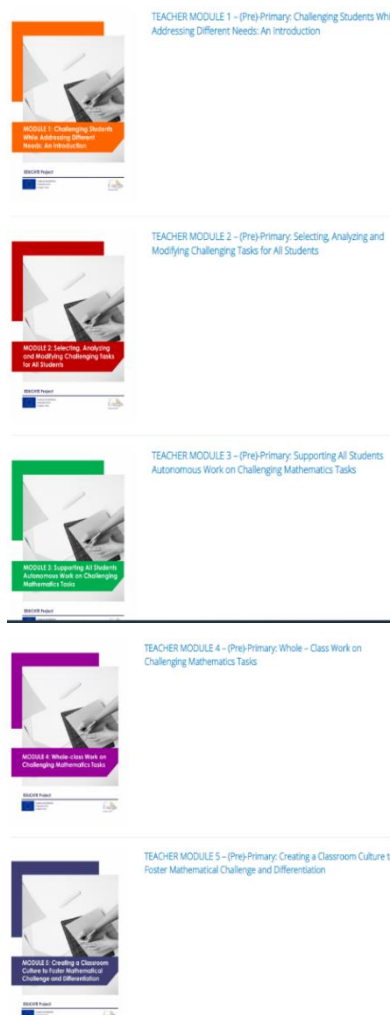 TEACHER MODULE 1 – (Pre)-Primary: Challenging Students Whi
Addressing Different Needs: An Introduction
MODULE 1: Challenging Students
While Addressing Different
Needs: An Introduction
EDUCATE Project
TEACHER MODULE 2 – (Pre)-Primary: Selecting, Analyzing and
Modifying Challenging Tasks for All Students
MODULE 2: Selecting, Analyzing
and Modifying Challenging Tasks
for All Students
EDUCATE Project
TEACHER MODULE 3 – (Pre)-Primary: Supporting All Students
Autonomous Work on Challenging Mathematics Tasks
MODULE 3: Supporting All Students
Autonomous Work on Challenging
Mathematics Tasks
EDUCATE Project
TEACHER MODULE 4 – (Pre)-Primary: Whole – Class Work on
Challenging Mathematics Tasks
MODULE 4: Whole-class Work on
Challenging Mathematics Tasks
EDUCATE Project
TEACHER MODULE 5 – (Pre)-Primary: Creating a Classroom Culture t
Foster Mathematical Challenge and Differentiation
MODULE 5: Creating a Classroom
Culture to Foster Mathematical
Challenge and Differentiation
EDUCATE Project